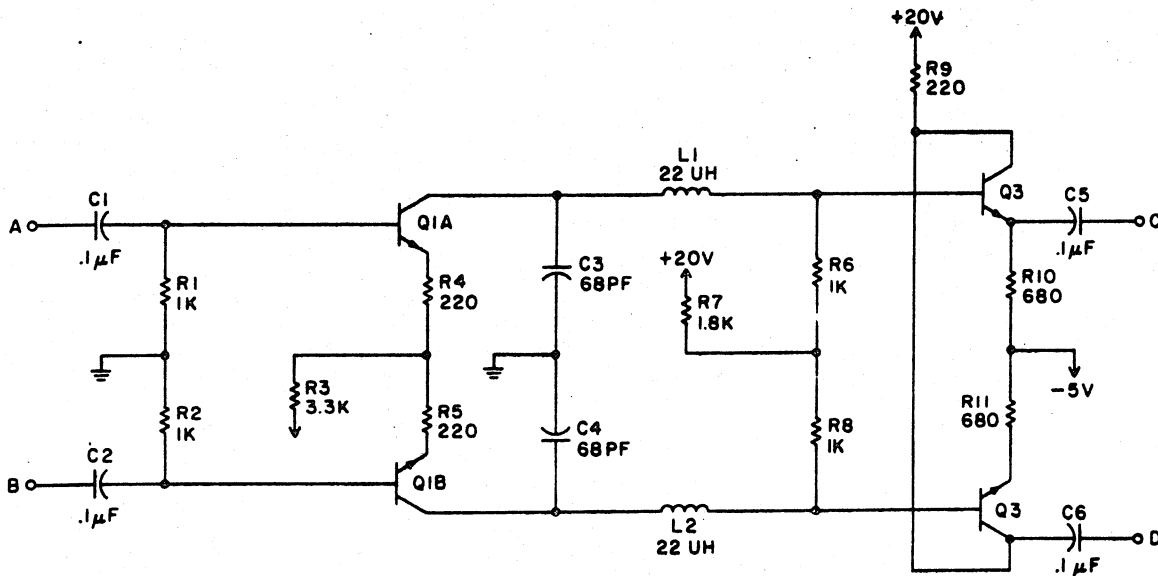 +20V
R9
220
L1
22 UH
C1
A
.1µF
Q1A
Q3
C5
C
.1µF
R1
1K
R4
220
C3
68PF
+20V
R7
1.8K
R6
1K
R10
680
R3
3.3K
-5V
R2
1K
R5
220
C4
68PF
R8
1K
R11
680
C2
B
.1µF
Q1B
L2
22 UH
Q3
C6
D
.1µF